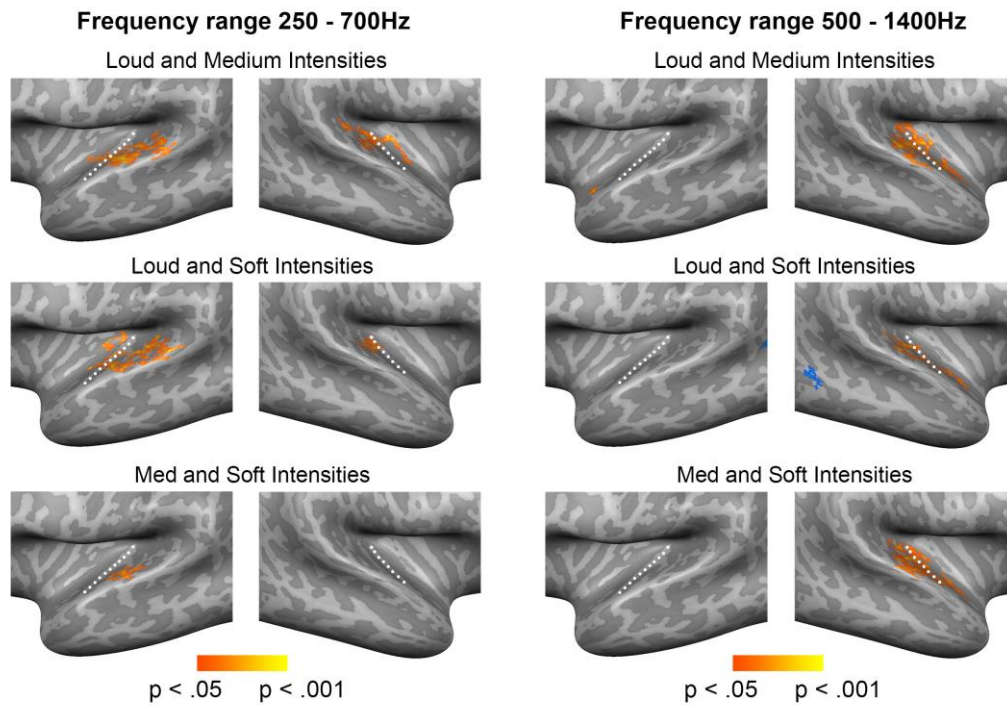 Frequency range 250 - 700Hz
Loud and Medium Intensities
Loud and Soft Intensities
Med and Soft Intensities
p < .05 p < .001
Frequency range 500 - 1400Hz
Loud and Medium Intensities
Loud and Soft Intensities
Med and Soft Intensities
p < .05 p < .001